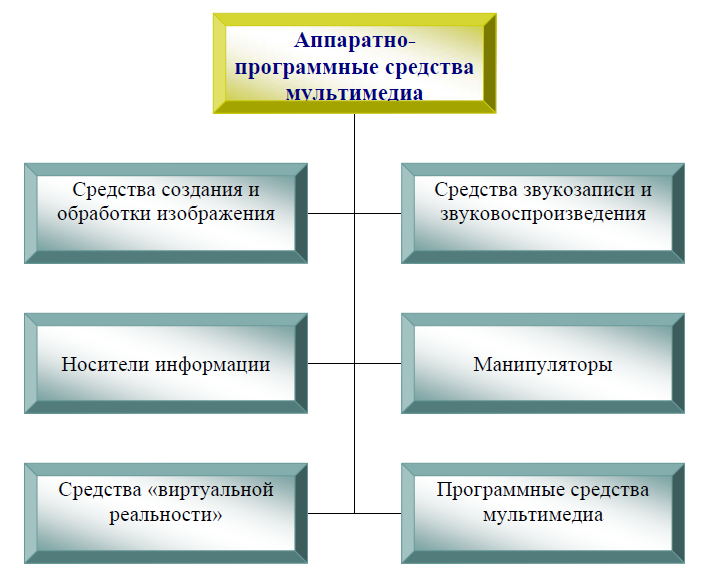 Аппаратно-
программные средства
мультимедиа
Средства создания и
обработки изображения
Средства звукозаписи и
звуковоспроизведения
Носители информации
Манипуляторы
Средства «виртуальной
реальности»
Программные средства
мультимедиа